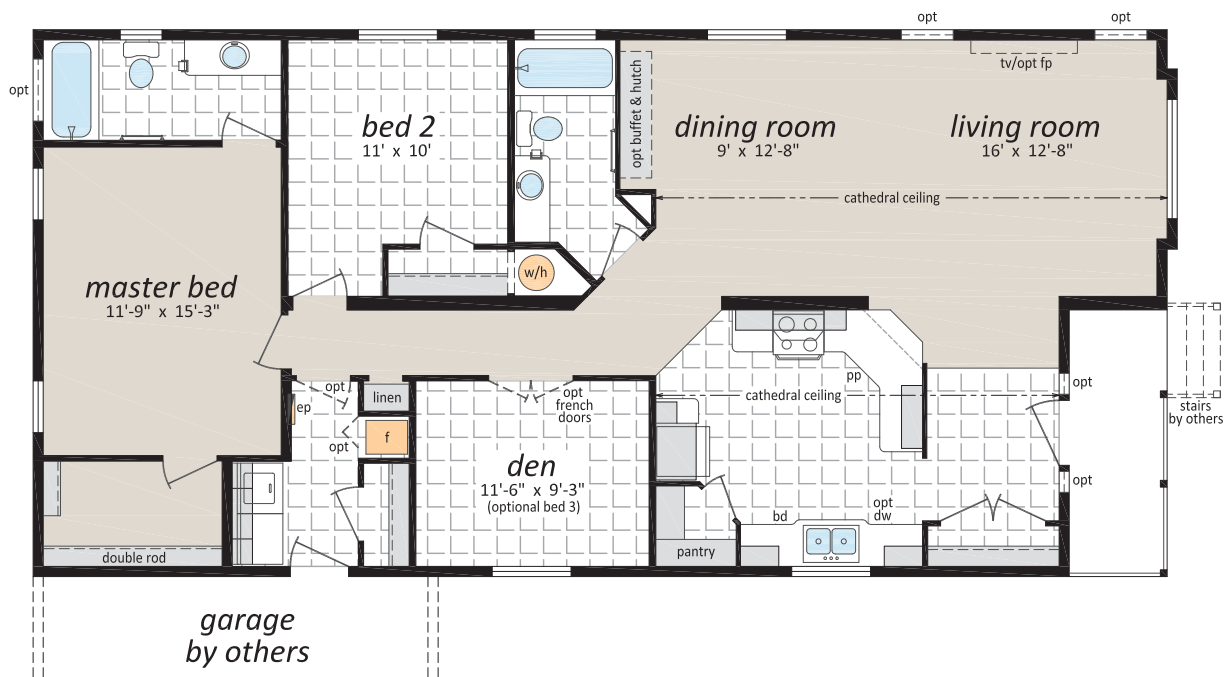 opt
opt
opt
tv/opt fp
opt buffet & hutch
bed 2
11' x 10'
dining room
9' x 12'-8"
living room
16' x 12'-8"
cathedral ceiling
w/h
master bed
11'-9" x 15'-3"
opt
ep
linen
opt
french
doors
pp
cathedral ceiling
opt
stairs
by others
f
opt
den
11'-6" x 9'-3"
(optional bed 3)
opt
bd
opt
dw
double rod
pantry
garage
by others